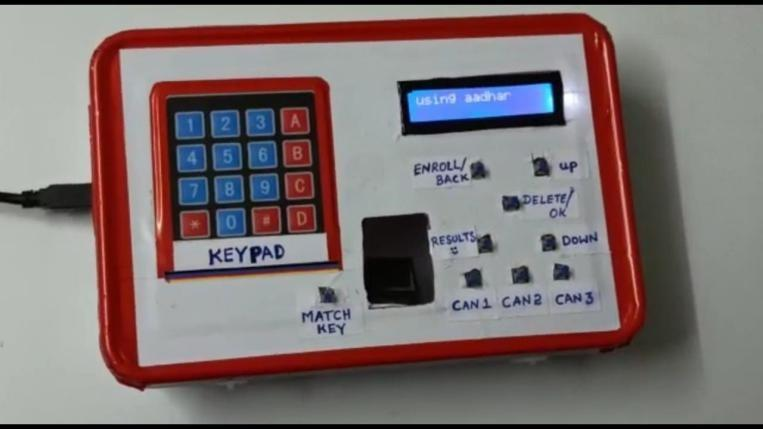 using aadhar
1 2 3 A
4 5 6 B
7 8 9 C
* 0 # D
KEYPAD
ENROLL/
BACK
UP
DELETE/
OK
RESULTS
DOWN
CAN 1
CAN 2
CAN 3
MATCH
KEY